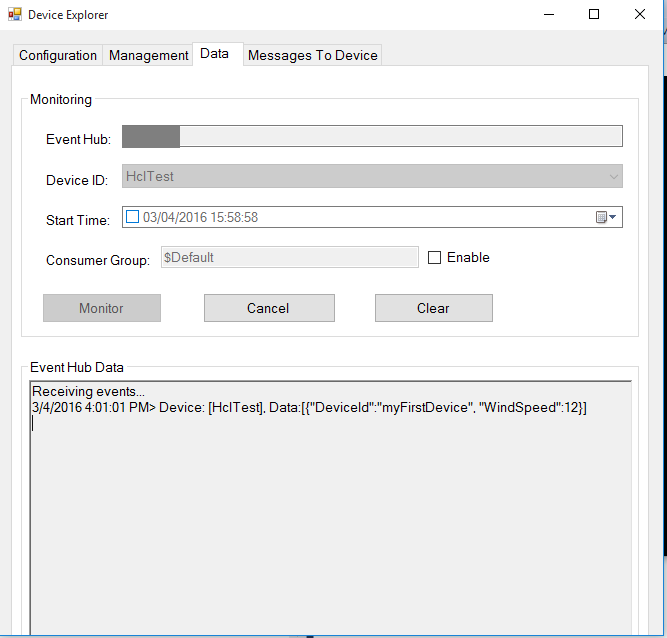 Device Explorer
Configuration Management Data Messages To Device
Monitoring
Event Hub:
Device ID: HclTest
Start Time: 03/04/2016 15:58:58
Consumer Group: $Default Enable
Monitor Cancel Clear
Event Hub Data
Receiving events...
3/4/2016 4:01:01 PM> Device: [HclTest], Data:[{"DeviceId":"myFirstDevice", "WindSpeed":12}]